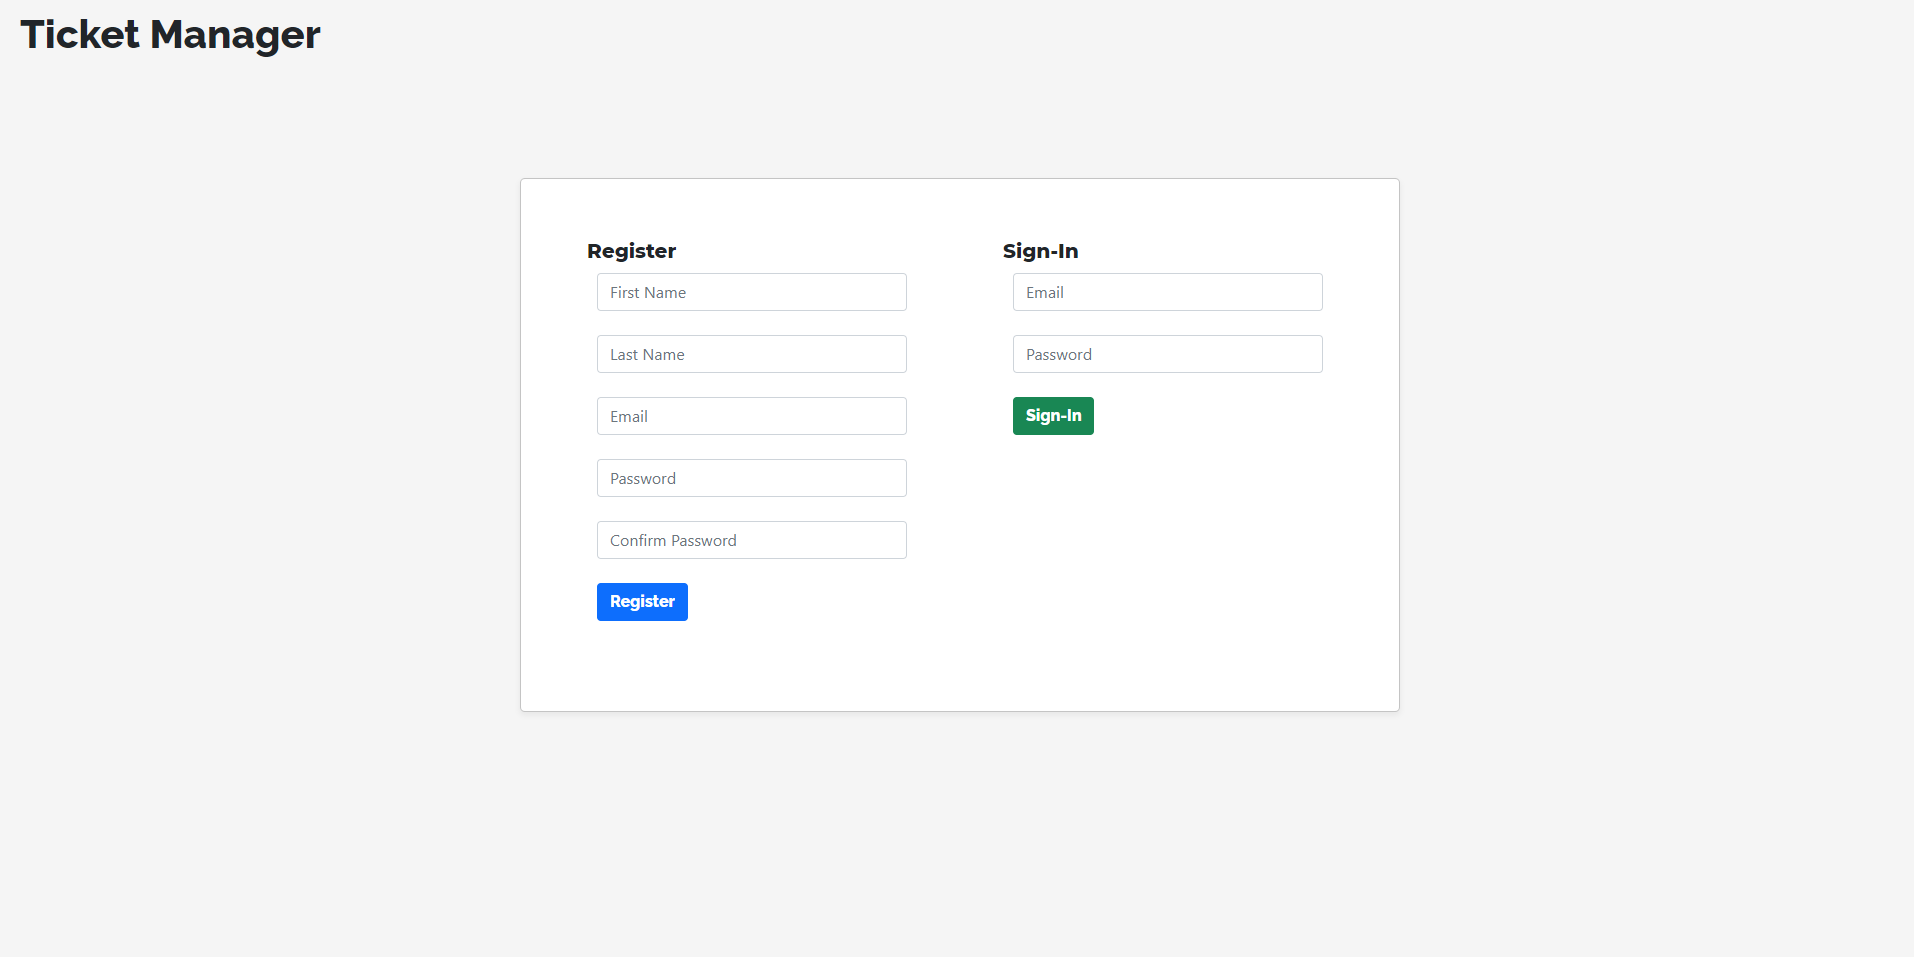 Ticket Manager
Register
First Name
Last Name
Email
Password
Confirm Password
Register
Sign-In
Email
Password
Sign-In